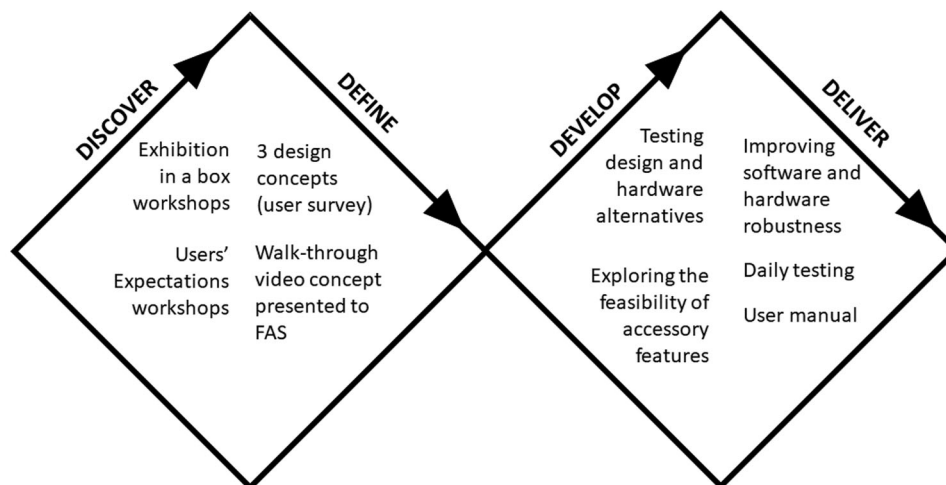 DISCOVER
Exhibition
in a box
workshops
Users’
Expectations
workshops
DEFINE
3 design
concepts
(user survey)
Walk-through
video concept
presented to
FAS
DEVELOP
Testing
design and
hardware
alternatives
Exploring the
feasibility of
accessory
features
DELIVER
Improving
software and
hardware
robustness
Daily testing
User manual